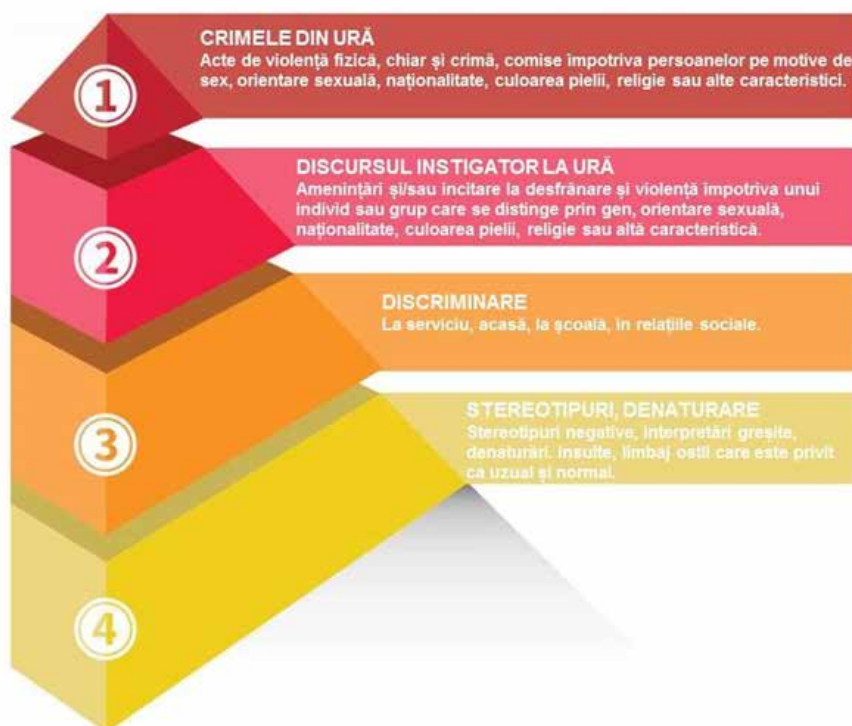 1
CRIMELE DIN URĂ
Acte de violență fizică, chiar și crimă, comise împotriva persoanelor pe motive de
sex, orientare sexuală, naționalitate, culoarea pielii, religie sau alte caracteristici.
2
DISCURSUL INSTIGATOR LA URĂ
Amenințări și/sau incitare la desfrânare și violență împotriva unui
individ sau grup care se distinge prin gen, orientare sexuală,
naționalitate, culoarea pielii, religie sau altă caracteristică.
3
DISCRIMINARE
La serviciu, acasă, la școală, în relațiile sociale.
4
STEREOTIPURI, DENATURARE
Stereotipuri negative, interpretări greșite,
denaturări. insulte, limbaj ostil care este privit
ca uzual și normal.